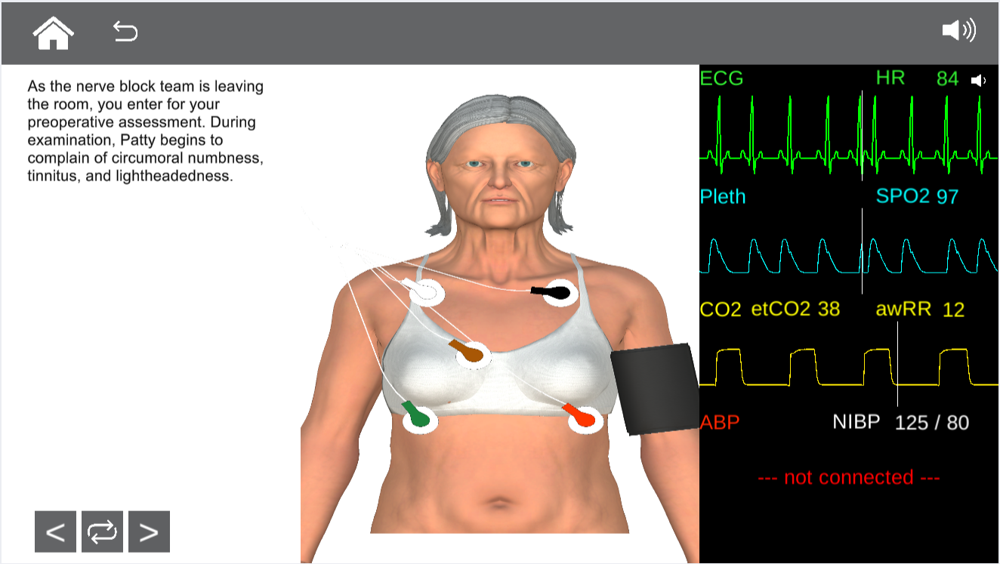 As the nerve block team is leaving
the room, you enter for your
preoperative assessment. During
examination, Patty begins to
complain of circumoral numbness,
tinnitus, and lightheadedness.
ECG HR 84
Pleth SPO2 97
CO2 etCO2 38 awRR 12
ABP NIBP 125 / 80
--- not connected ---
< >